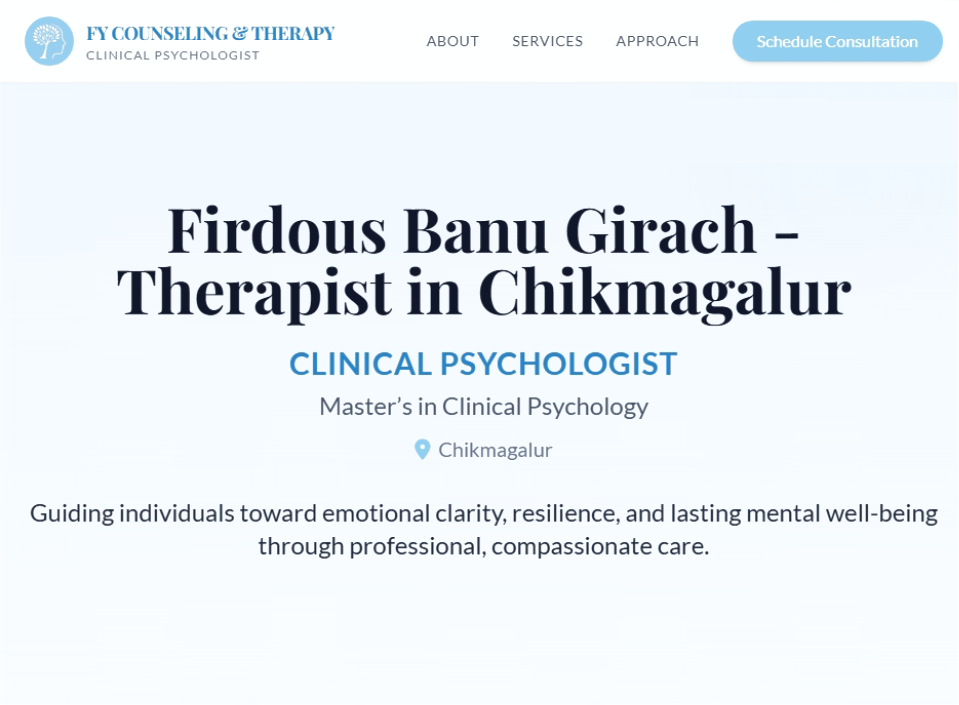 FY COUNSELING & THERAPY
CLINICAL PSYCHOLOGIST
ABOUT
SERVICES
APPROACH
Schedule Consultation
Firdous Banu Girach -
Therapist in Chikmagalur
CLINICAL PSYCHOLOGIST
Master’s in Clinical Psychology
Chikmagalur
Guiding individuals toward emotional clarity, resilience, and lasting mental well-being
through professional, compassionate care.